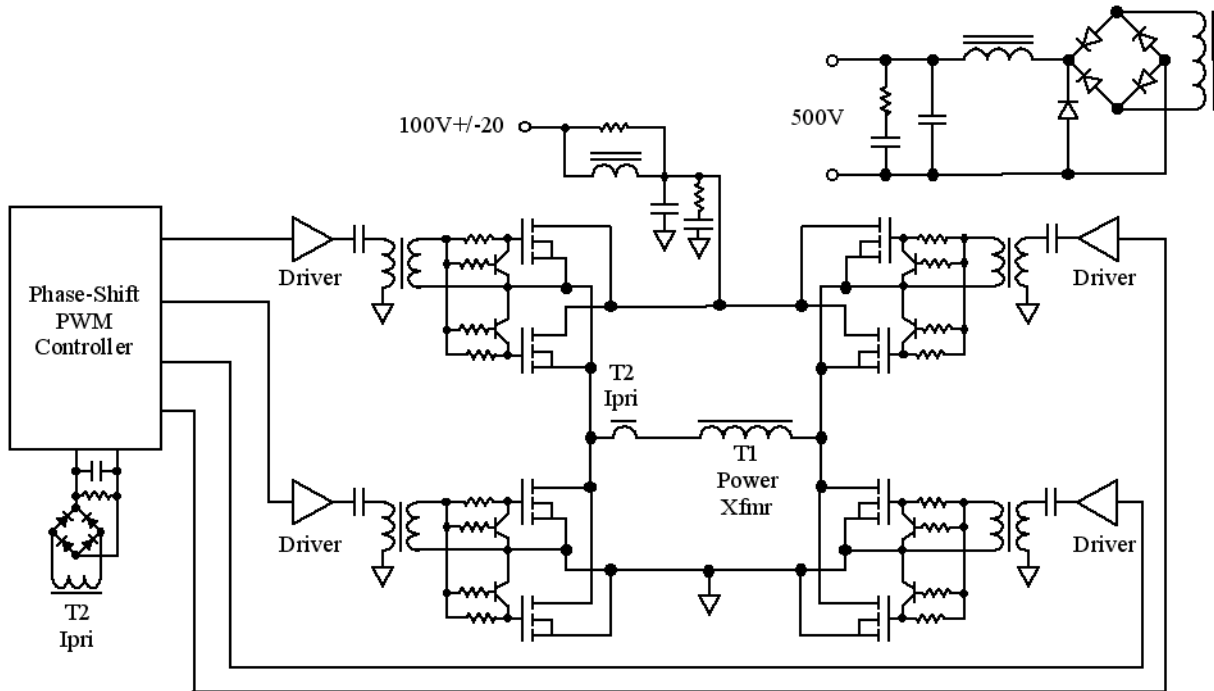 500V
100V+/-20
Driver
Driver
Phase-Shift
PWM
Controller
T2
Ipri
T1
Power
Xfmr
Driver
Driver
T2
Ipri